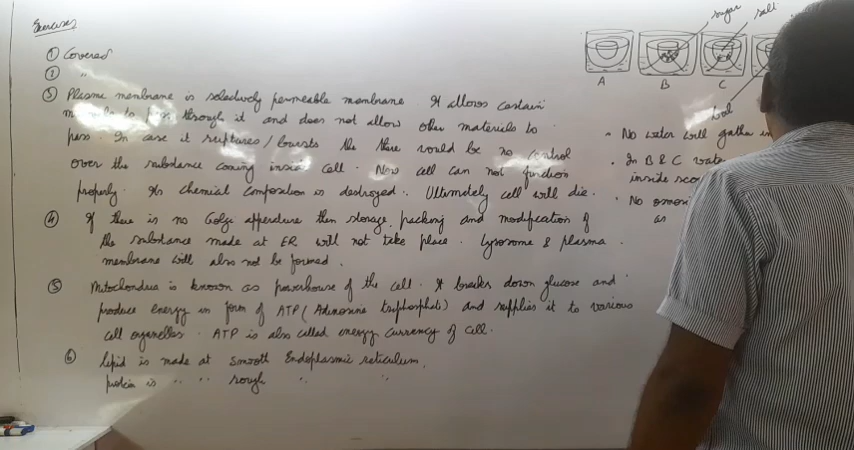 Exercises
① Covered
② "
③ Plasma membrane is selectively permeable membrane It allows certain
to pass through it and does not allow other materials to
pass. In case it ruptures / bursts the there would be no control
over the substance coming inside cell. Now cell can not function
properly. Its chemical composition is destroyed. Ultimately cell will die.
④ If there is no Golgi apparatus then storage, packing and modification of
the substance made at ER will not take place. Lysosome & plasma
membrane will also not be formed.
⑤ Mitochondria is known as powerhouse of the cell. It breaks down glucose and
produce energy in form of ATP (Adinosine triphosphate) and supplies it to various
cell organelles. ATP is also called energy currency of cell.
⑥ Lipid is made at smooth Endoplasmic reticulum.
protein is " " rough " "
sugar
salt
A B C
• No water will gathe in
• In B & C wate
inside
• No osmosi
as